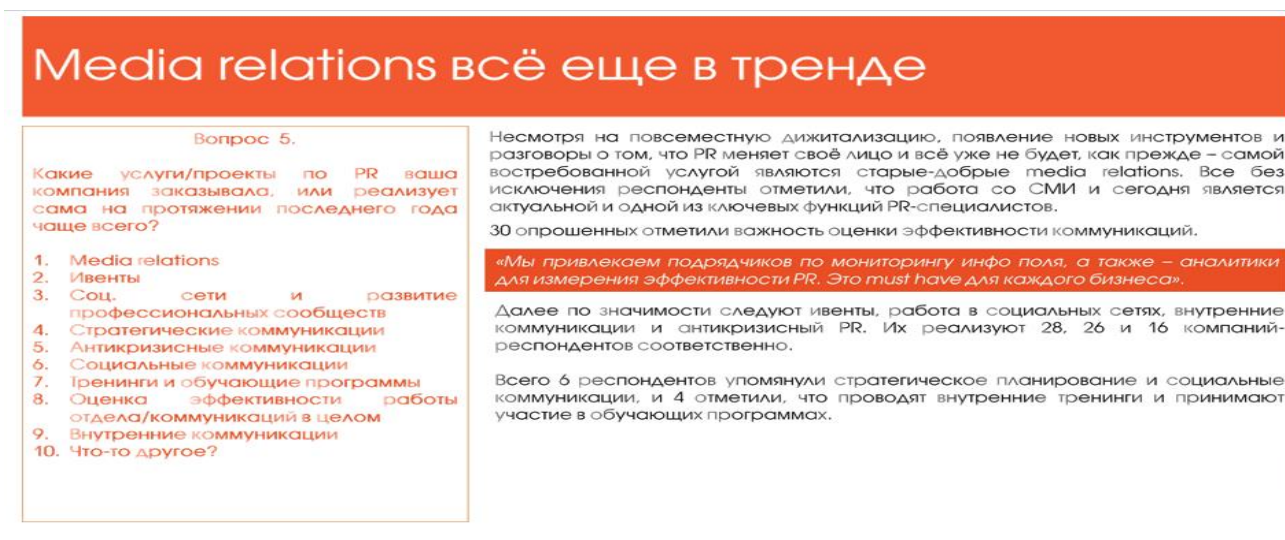 Media relations всё еще в тренде
Вопрос 5.
Какие услуги/проекты по PR ваша
компания заказывала, или реализует
сама на протяжении последнего года
чаще всего?
1. Media relations
2. Ивенты
3. Соц. сети и развитие
профессиональных сообществ
4. Стратегические коммуникации
5. Антикризисные коммуникации
6. Социальные коммуникации
7. Тренинги и обучающие программы
8. Оценка эффективности работы
отдела/коммуникаций в целом
9. Внутренние коммуникации
10. Что-то другое?
Несмотря на повсеместную дижитализацию, появление новых инструментов и
разговоры о том, что PR меняет своё лицо и всё уже не будет, как прежде – самой
востребованной услугой являются старые-добрые media relations. Все без
исключения респонденты отметили, что работа со СМИ и сегодня является
актуальной и одной из ключевых функций PR-специалистов.
30 опрошенных отметили важность оценки эффективности коммуникаций.
«Мы привлекаем подрядчиков по мониторингу инфо поля, а также – аналитики
для измерения эффективности PR. Это must have для каждого бизнеса».
Далее по значимости следуют ивенты, работа в социальных сетях, внутренние
коммуникации и антикризисный PR. Их реализуют 28, 26 и 16 компаний-
респондентов соответственно.
Всего 6 респондентов упомянули стратегическое планирование и социальные
коммуникации, и 4 отметили, что проводят внутренние тренинги и принимают
участие в обучающих программах.